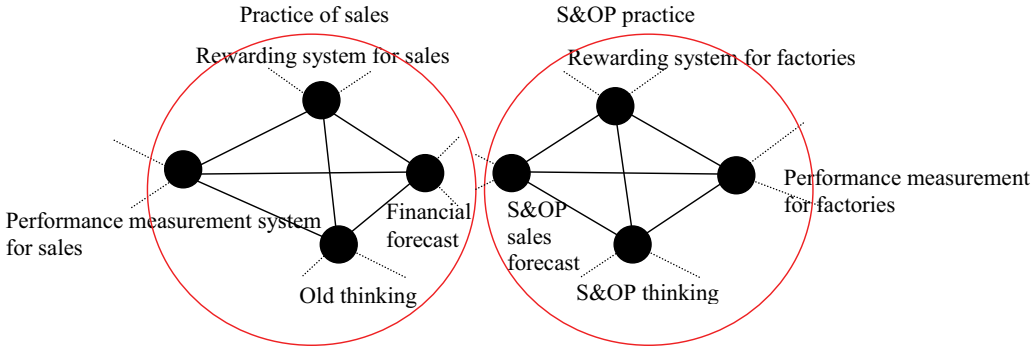 Practice of sales
S&OP practice
Rewarding system for sales
Rewarding system for factories
Performance measurement system
for sales
Financial
forecast
S&OP
sales
forecast
Performance measurement
for factories
Old thinking
S&OP thinking